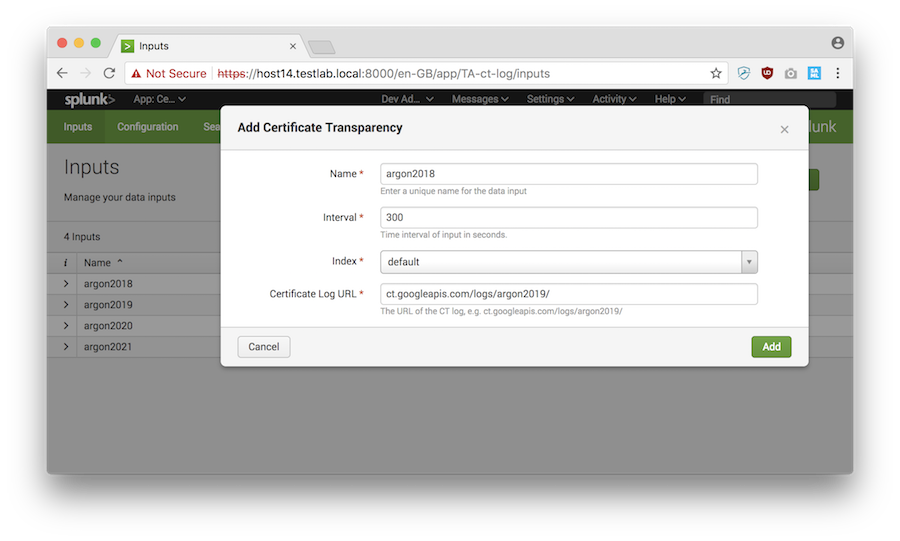 Inputs
Not Secure https://host14.testlab.local:8000/en-GB/app/TA-ct-log/inputs
splunk> App: Ce... Dev Ad... Messages Settings Activity Help Find
Inputs Configuration Sea
lunk
Add Certificate Transparency
Inputs
Manage your data inputs
4 Inputs
i Name
argon2018
argon2019
argon2020
argon2021
Name * argon2018
Enter a unique name for the data input
Interval * 300
Time interval of input in seconds.
Index * default
Certificate Log URL * ct.googleapis.com/logs/argon2019/
The URL of the CT log, e.g. ct.googleapis.com/logs/argon2019/
Cancel Add